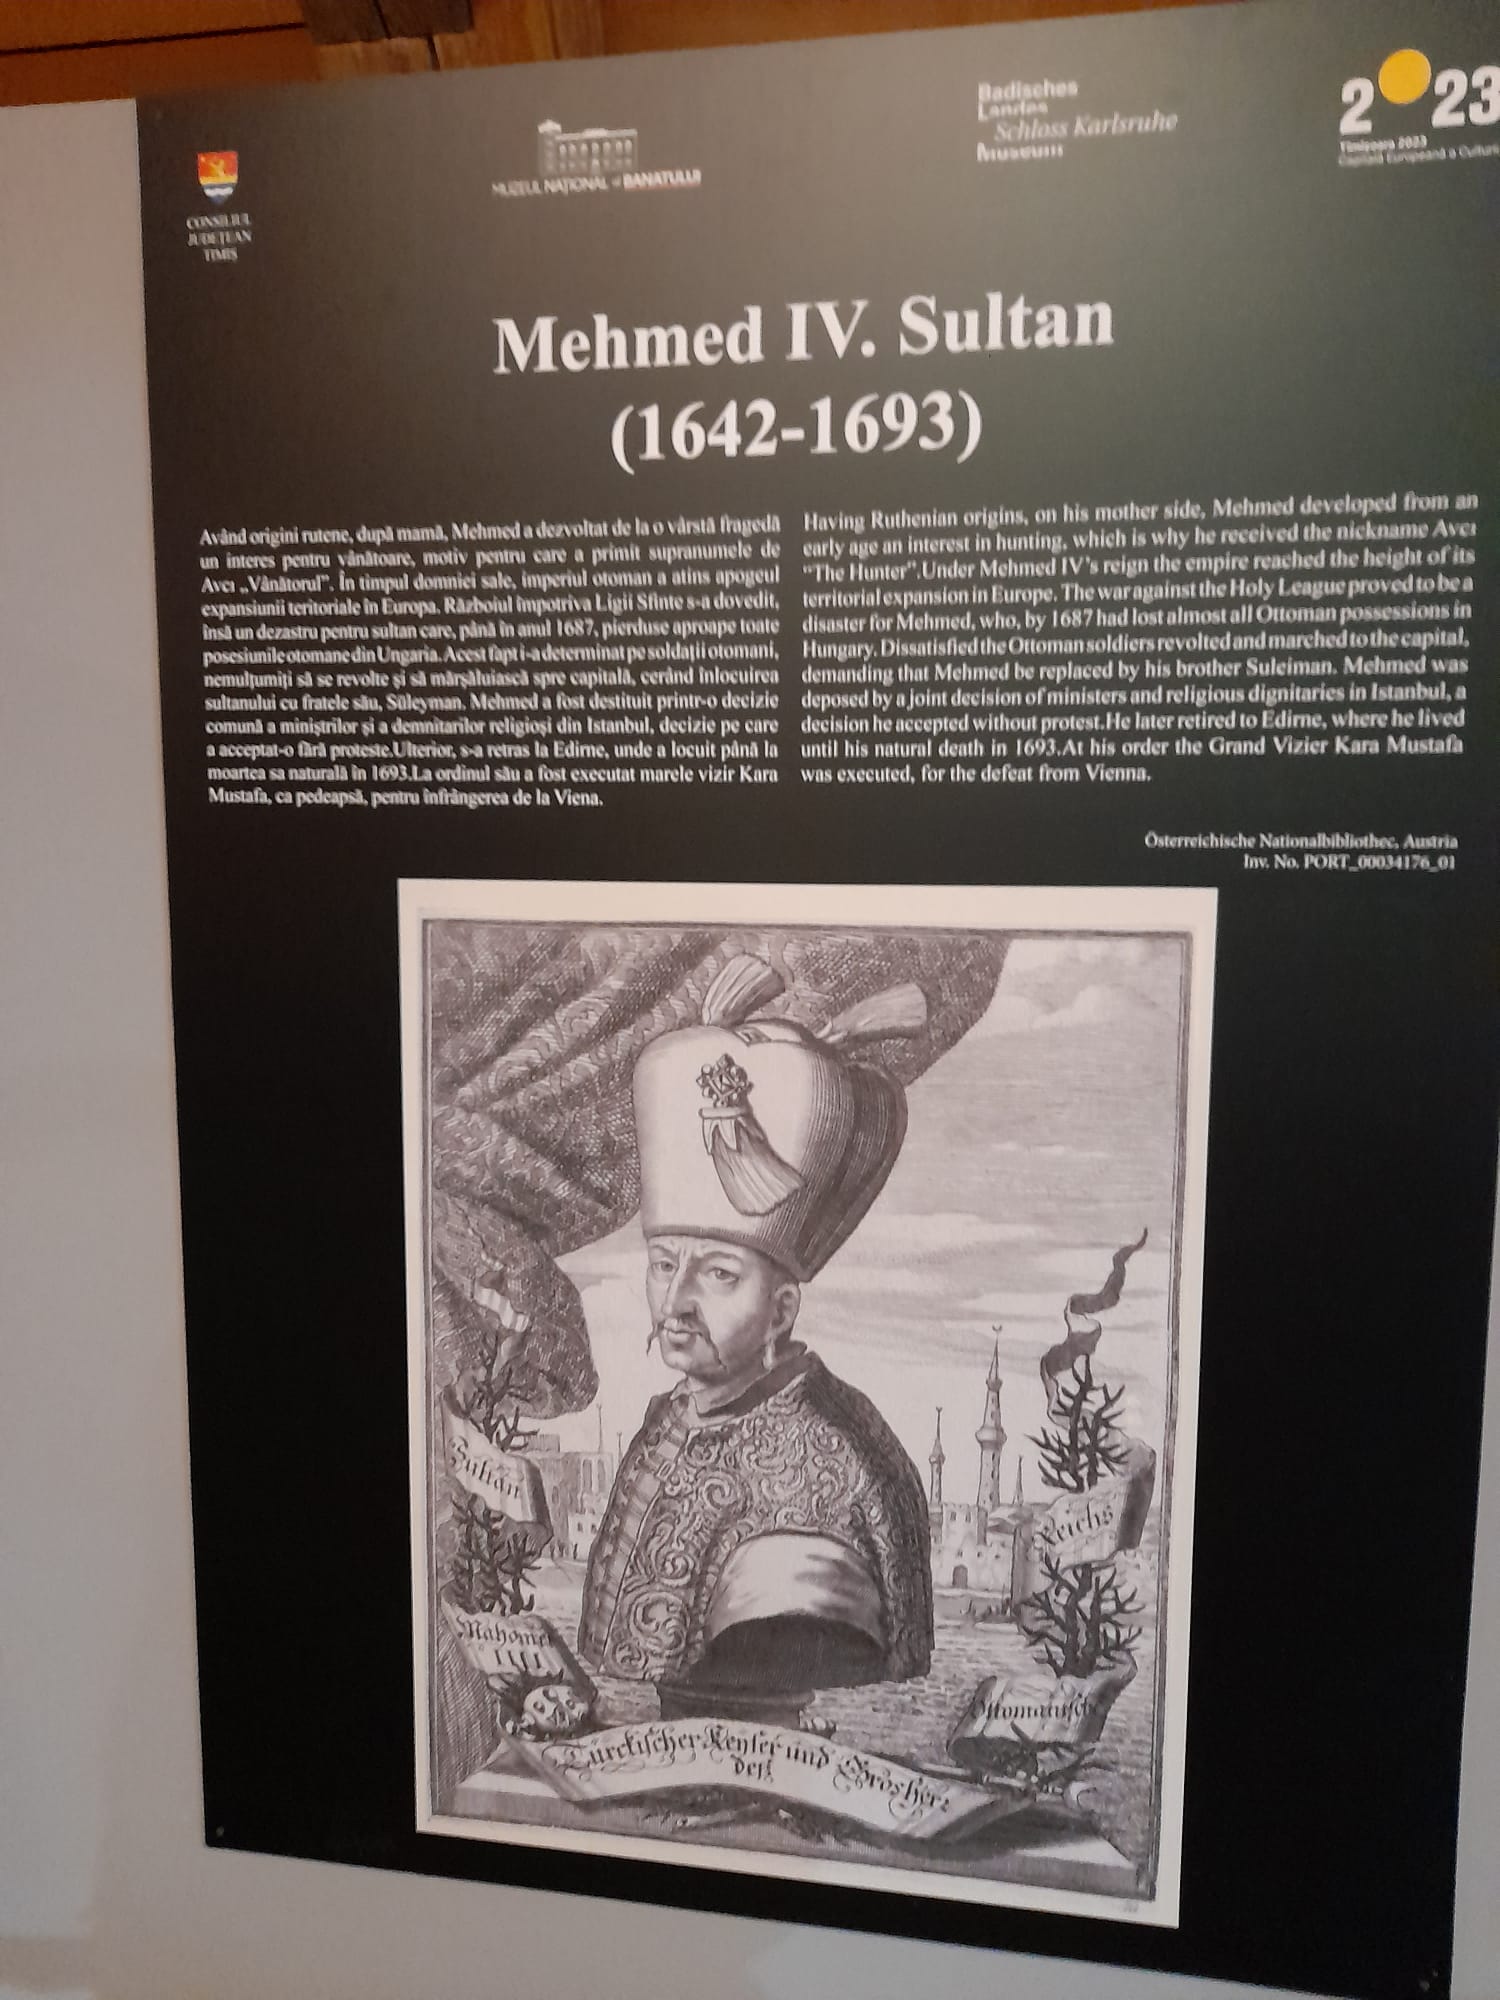 CONSILIUL
JUDEȚEAN
TIMIȘ
MUZEUL NAȚIONAL al BANATULUI
Badisches
Landes
Schloss Karlsruhe
Museum
2023
Timișoara 2023
Capitală Europeană a Culturii
Mehmed IV. Sultan
(1642-1693)
Având origini rutene, după mamă, Mehmed a dezvoltat de la o vârstă fragedă
un interes pentru vânătoare, motiv pentru care a primit supranumele de
Avcı „Vânătorul”. În timpul domniei sale, imperiul otoman a atins apogeul
expansiunii teritoriale în Europa. Războiul împotriva Ligii Sfinte s-a dovedit,
însă un dezastru pentru sultan care, până în anul 1687, pierduse aproape toate
posesiunile otomane din Ungaria. Acest fapt i-a determinat pe soldații otomani,
nemulțumiți să se revolte și să mărșăluiască spre capitală, cerând înlocuirea
sultanului cu fratele său, Süleyman. Mehmed a fost destituit printr-o decizie
comună a miniștrilor și a demnitarilor religioși din Istanbul, decizie pe care
a acceptat-o fără proteste.Ulterior, s-a retras la Edirne, unde a locuit până la
moartea sa naturală în 1693.La ordinul său a fost executat marele vizir Kara
Mustafa, ca pedeapsă, pentru înfrângerea de la Viena.
Having Ruthenian origins, on his mother side, Mehmed developed from an
early age an interest in hunting, which is why he received the nickname Avcı
“The Hunter”.Under Mehmed IV’s reign the empire reached the height of its
territorial expansion in Europe. The war against the Holy League proved to be a
disaster for Mehmed, who, by 1687 had lost almost all Ottoman possessions in
Hungary. Dissatisfied the Ottoman soldiers revolted and marched to the capital,
demanding that Mehmed be replaced by his brother Suleiman. Mehmed was
deposed by a joint decision of ministers and religious dignitaries in Istanbul, a
decision he accepted without protest.He later retired to Edirne, where he lived
until his natural death in 1693.At his order the Grand Vizier Kara Mustafa
was executed, for the defeat from Vienna.
Österreichische Nationalbibliothec, Austria
Inv. No. PORT_00034176_01
Sultan
Mahomet
IIII
Reichs
Ottomanische
Türckischer Keyser und Grosherz
des